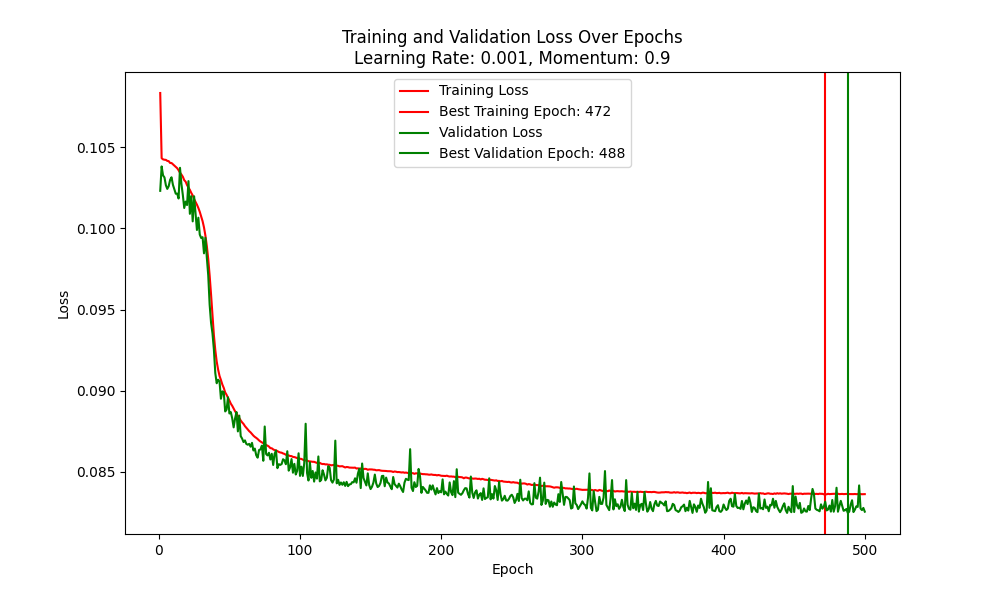 Training and Validation Loss Over Epochs
Learning Rate: 0.001, Momentum: 0.9
Training Loss
Best Training Epoch: 472
Validation Loss
Best Validation Epoch: 488
0.105
0.100
0.095
0.090
0.085
Loss
0 100 200 300 400 500
Epoch